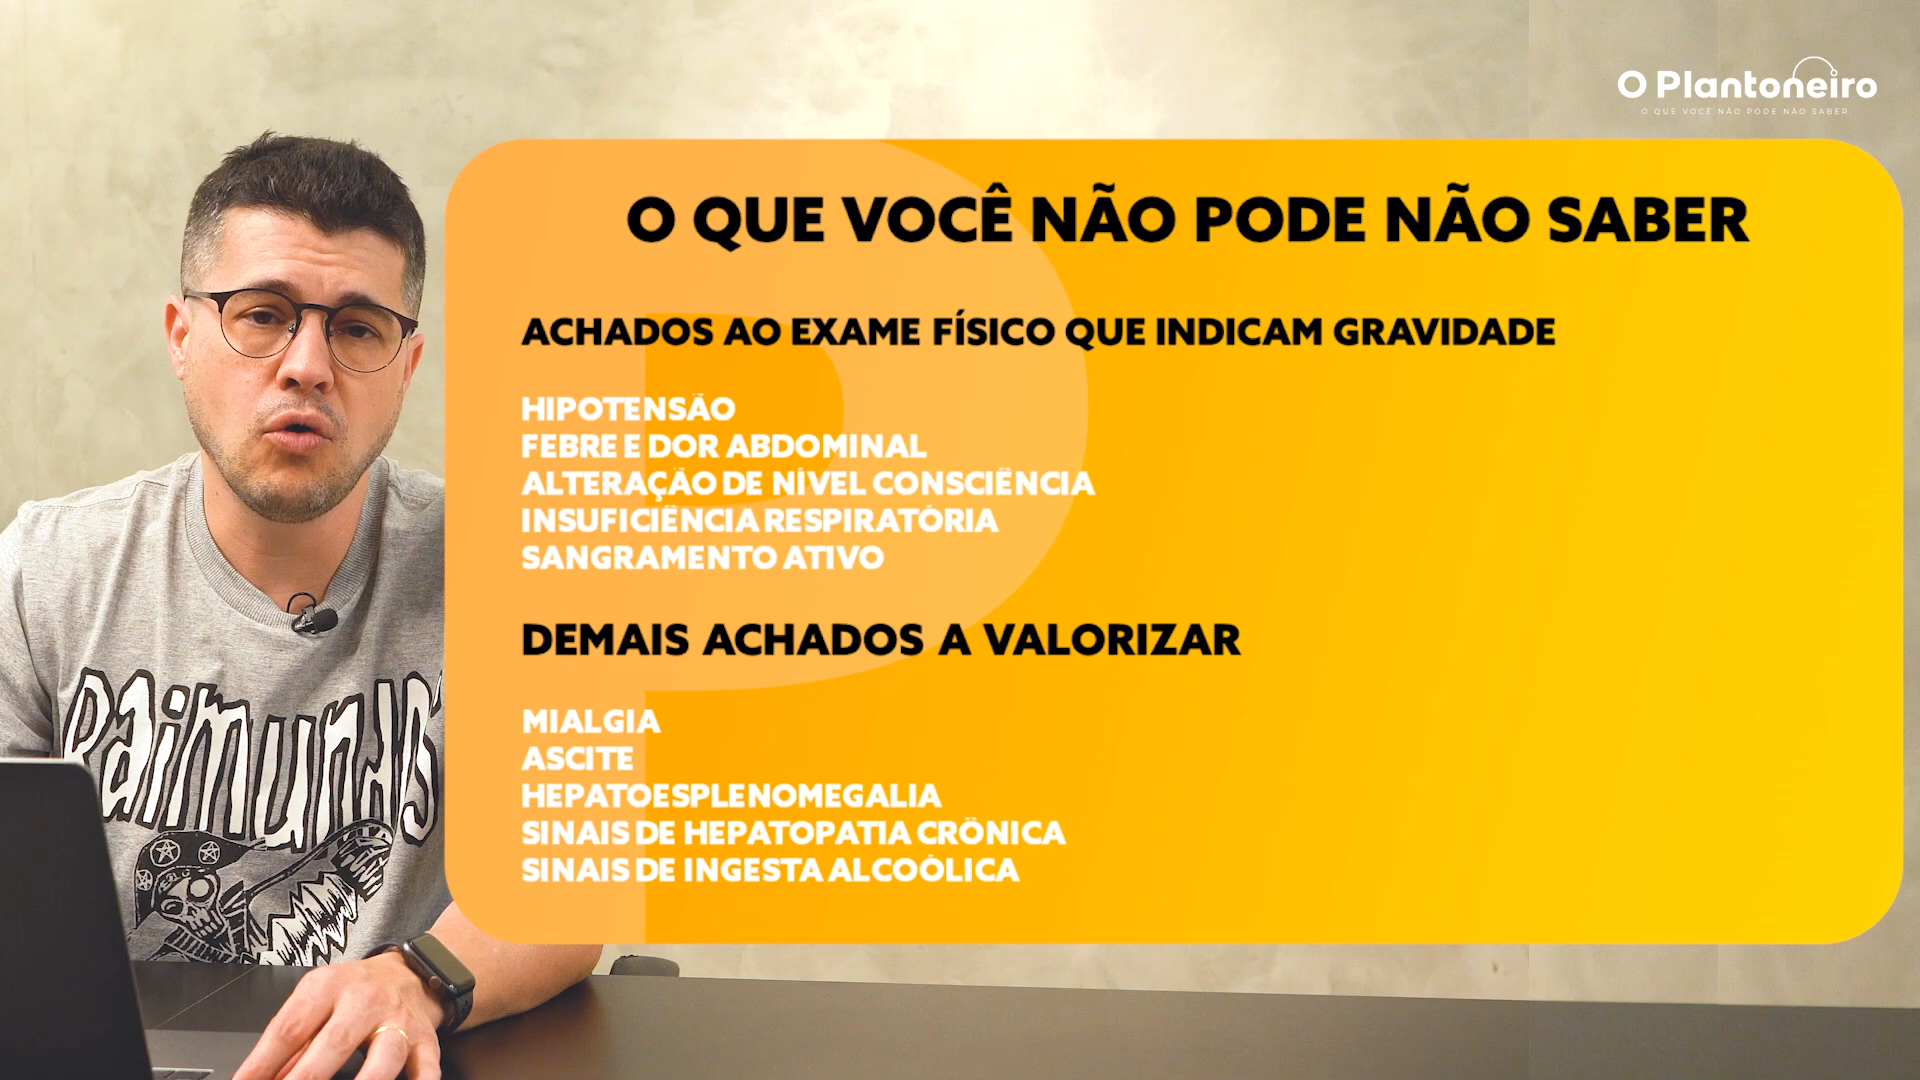 O Plantoneiro
O QUE VOCÊ NÃO PODE NÃO SABER.
O QUE VOCÊ NÃO PODE NÃO SABER
ACHADOS AO EXAME FÍSICO QUE INDICAM GRAVIDADE
HIPOTENSÃO
FEBRE E DOR ABDOMINAL
ALTERAÇÃO DE NÍVEL CONSCIÊNCIA
INSUFICIÊNCIA RESPIRATÓRIA
SANGRAMENTO ATIVO
DEMAIS ACHADOS A VALORIZAR
MIALGIA
ASCITE
HEPATOESPLENOMEGALIA
SINAIS DE HEPATOPATIA CRÔNICA
SINAIS DE INGESTA ALCOÓLICA
Raimundos